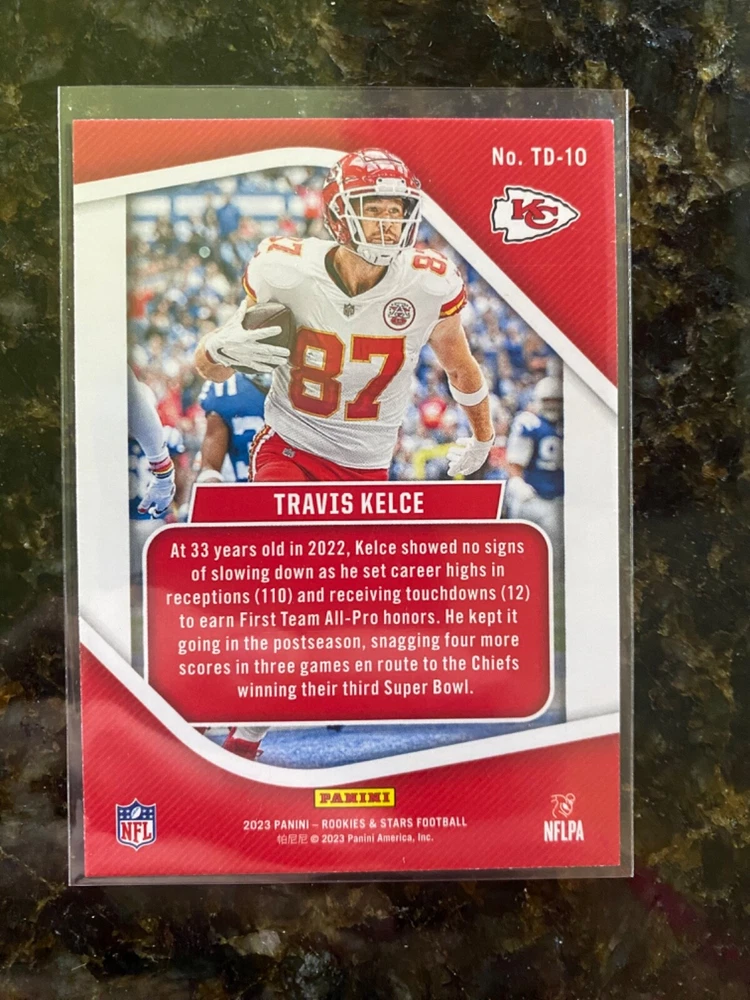 No. TD-10
KC
87
87
87
TRAVIS KELCE
At 33 years old in 2022, Kelce showed no signs
of slowing down as he set career highs in
receptions (110) and receiving touchdowns (12)
to earn First Team All-Pro honors. He kept it
going in the postseason, snagging four more
scores in three games en route to the Chiefs
winning their third Super Bowl.
PANINI
2023 PANINI – ROOKIES & STARS FOOTBALL
帕尼尼 © 2023 Panini America, Inc.
NFL
NFLPA